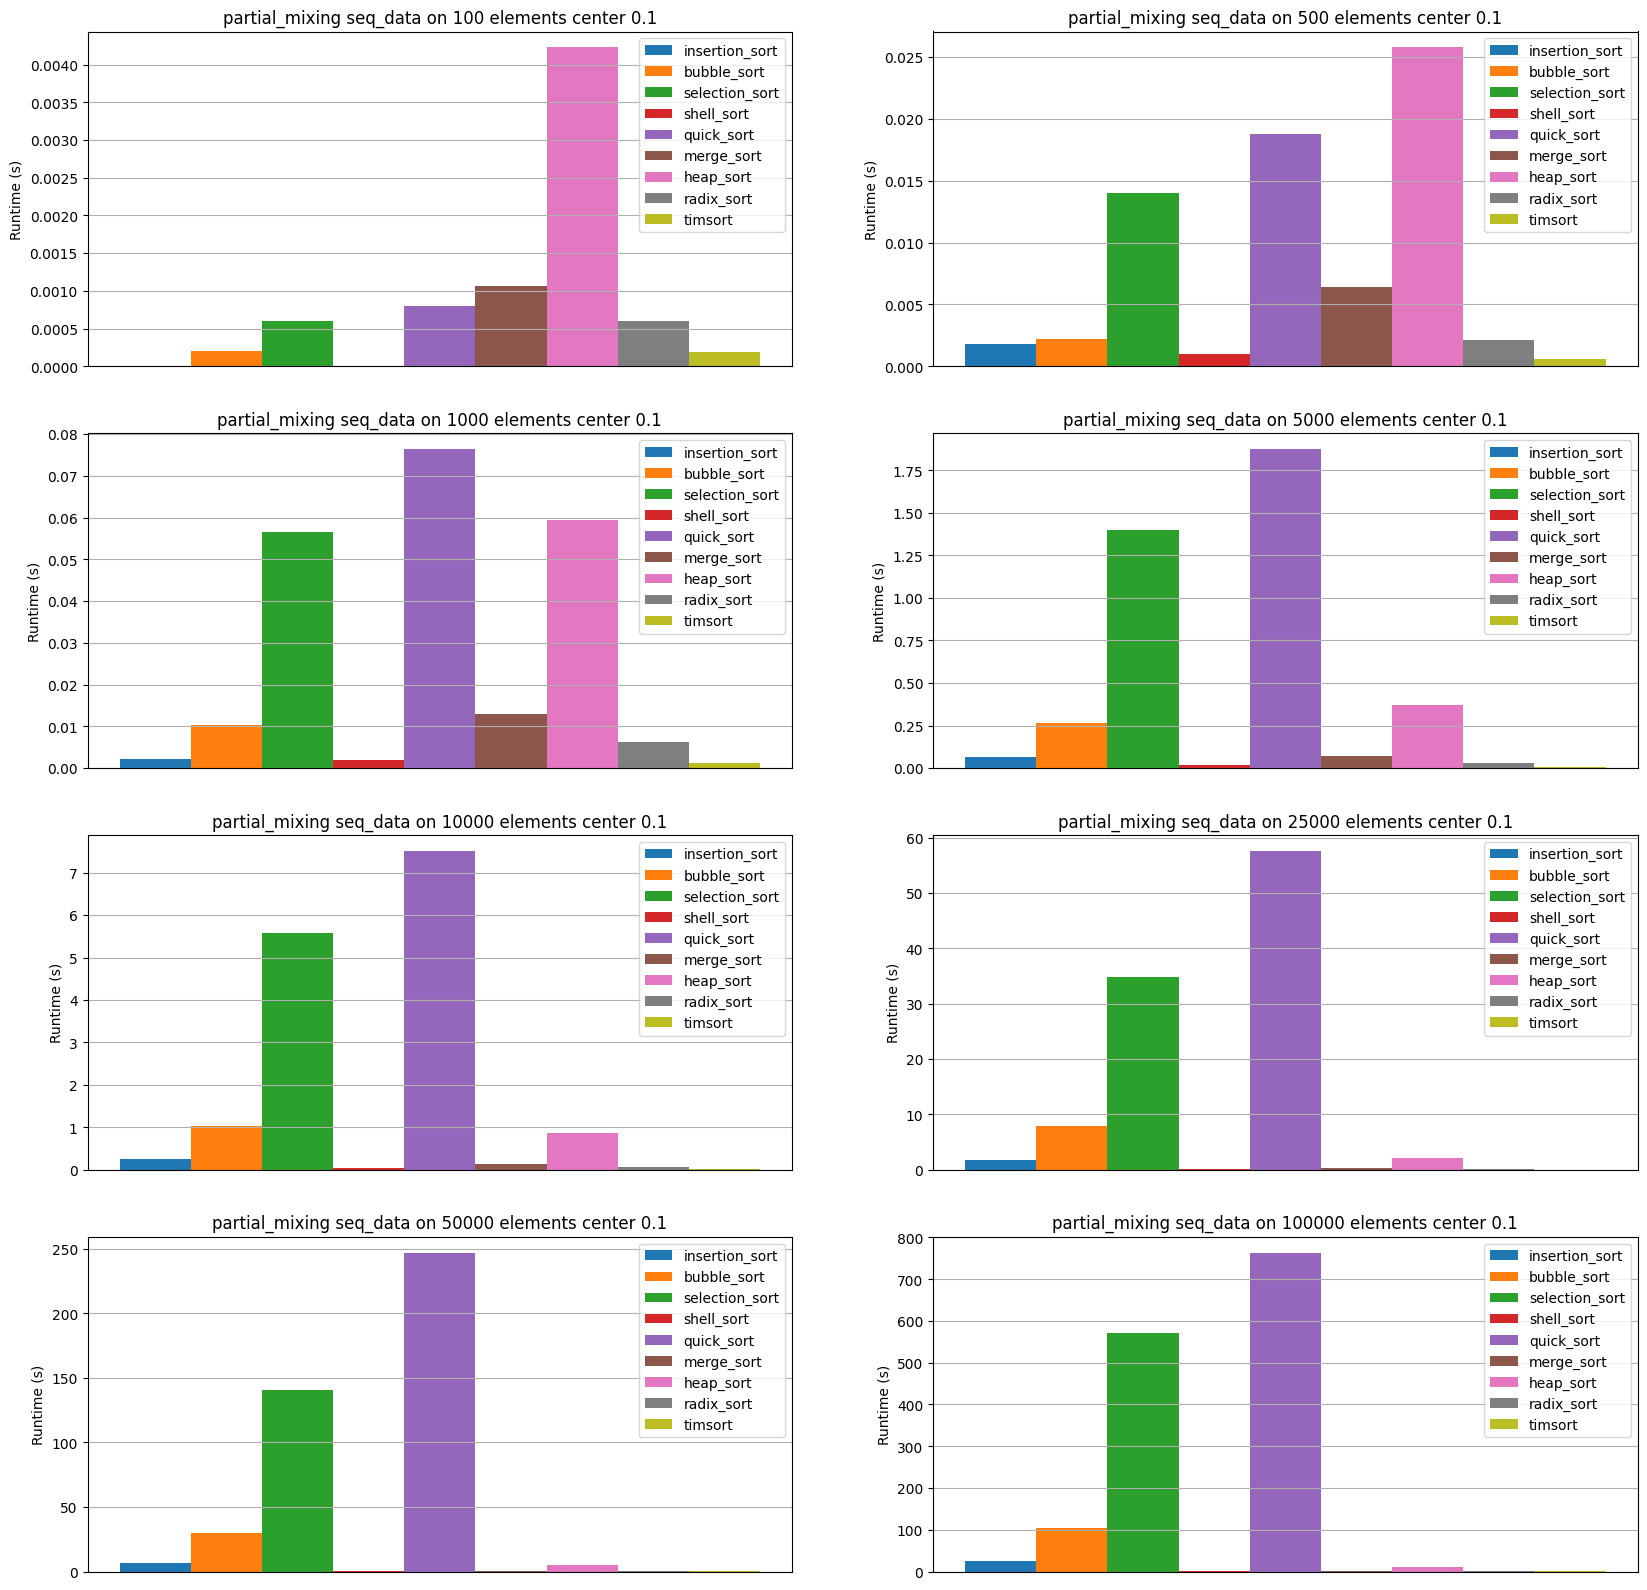 partial_mixing seq_data on 100 elements center 0.1
Runtime (s)
0.0040
0.0035
0.0030
0.0025
0.0020
0.0015
0.0010
0.0005
0.0000
insertion_sort
bubble_sort
selection_sort
shell_sort
quick_sort
merge_sort
heap_sort
radix_sort
timsort
partial_mixing seq_data on 500 elements center 0.1
Runtime (s)
0.025
0.020
0.015
0.010
0.005
0.000
insertion_sort
bubble_sort
selection_sort
shell_sort
quick_sort
merge_sort
heap_sort
radix_sort
timsort
partial_mixing seq_data on 1000 elements center 0.1
Runtime (s)
0.08
0.07
0.06
0.05
0.04
0.03
0.02
0.01
0.00
insertion_sort
bubble_sort
selection_sort
shell_sort
quick_sort
merge_sort
heap_sort
radix_sort
timsort
partial_mixing seq_data on 5000 elements center 0.1
Runtime (s)
1.75
1.50
1.25
1.00
0.75
0.50
0.25
0.00
insertion_sort
bubble_sort
selection_sort
shell_sort
quick_sort
merge_sort
heap_sort
radix_sort
timsort
partial_mixing seq_data on 10000 elements center 0.1
Runtime (s)
7
6
5
4
3
2
1
0
insertion_sort
bubble_sort
selection_sort
shell_sort
quick_sort
merge_sort
heap_sort
radix_sort
timsort
partial_mixing seq_data on 25000 elements center 0.1
Runtime (s)
60
50
40
30
20
10
0
insertion_sort
bubble_sort
selection_sort
shell_sort
quick_sort
merge_sort
heap_sort
radix_sort
timsort
partial_mixing seq_data on 50000 elements center 0.1
Runtime (s)
250
200
150
100
50
0
insertion_sort
bubble_sort
selection_sort
shell_sort
quick_sort
merge_sort
heap_sort
radix_sort
timsort
partial_mixing seq_data on 100000 elements center 0.1
Runtime (s)
800
700
600
500
400
300
200
100
0
insertion_sort
bubble_sort
selection_sort
shell_sort
quick_sort
merge_sort
heap_sort
radix_sort
timsort